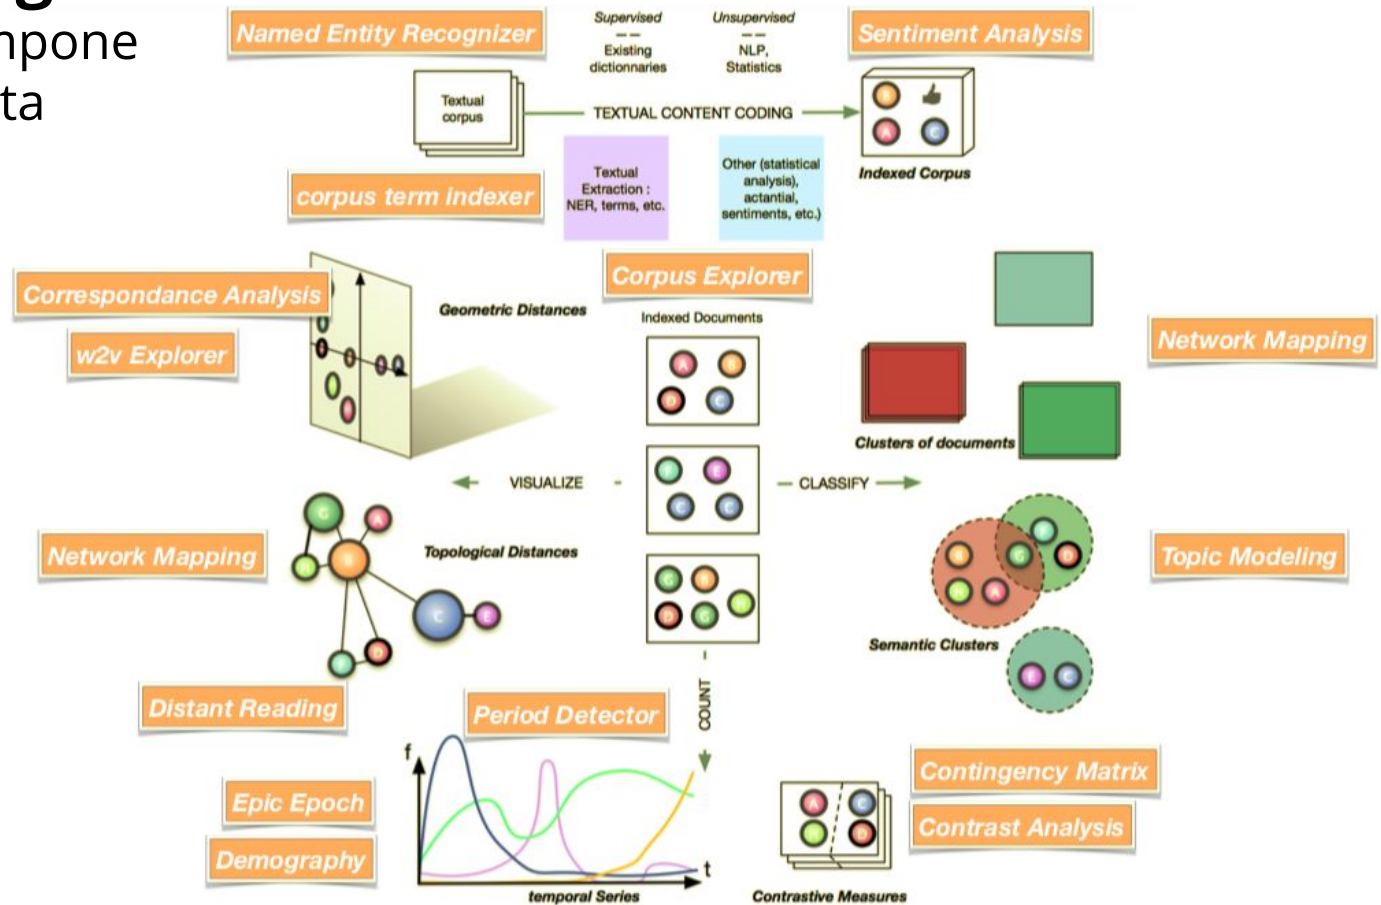 g
npone
ta
Named Entity Recognizer
Supervised
Unsupervised
Sentiment Analysis
Existing
dictionnaries
NLP,
Statistics
Textual
corpus
TEXTUAL CONTENT CODING
B
A
C
Indexed Corpus
corpus term indexer
Textual
Extraction :
NER, terms, etc.
Other (statistical
analysis),
actantial,
sentiments, etc.)
Correspondance Analysis
w2v Explorer
Geometric Distances
Corpus Explorer
Indexed Documents
A
B
D
C
F
E
C
C
G
B
H
D
G
Network Mapping
Clusters of documents
VISUALIZE
CLASSIFY
Network Mapping
G
A
H
B
C
E
F
D
Topological Distances
F
B
G
D
H
A
Semantic Clusters
E
C
Topic Modeling
Distant Reading
Period Detector
COUNT
f
t
temporal Series
Epic Epoch
Demography
A
C
H
D
Contrastive Measures
Contingency Matrix
Contrast Analysis